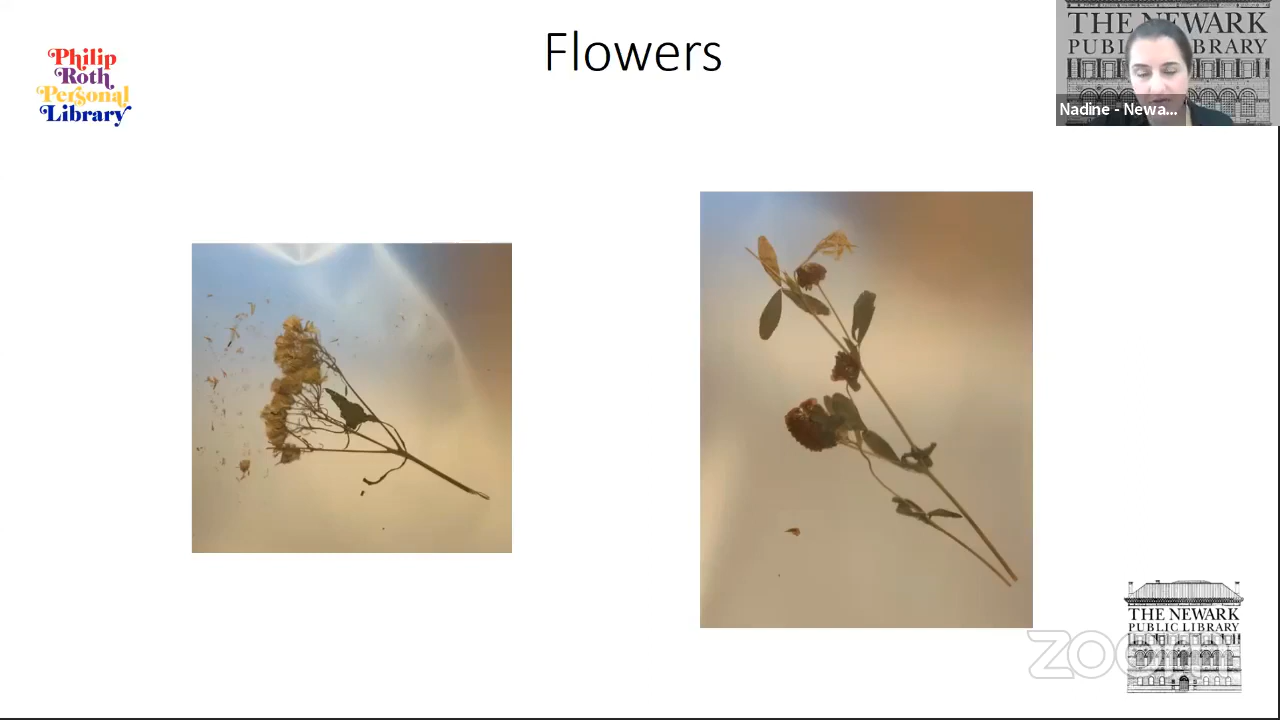 Flowers
Philip
Roth
Personal
Library
THE NEWARK
PUBLIC LIBRARY
Nadine - Newa...
THE NEWARK
PUBLIC LIBRARY
zoom